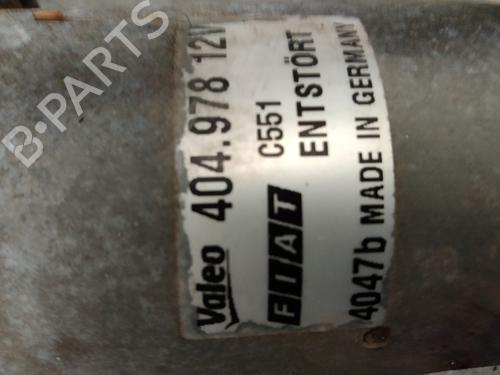 Valeo 404.978 12V
FIAT C551
ENTSTÖRT
4047b MADE IN GERMANY
B-PARTS